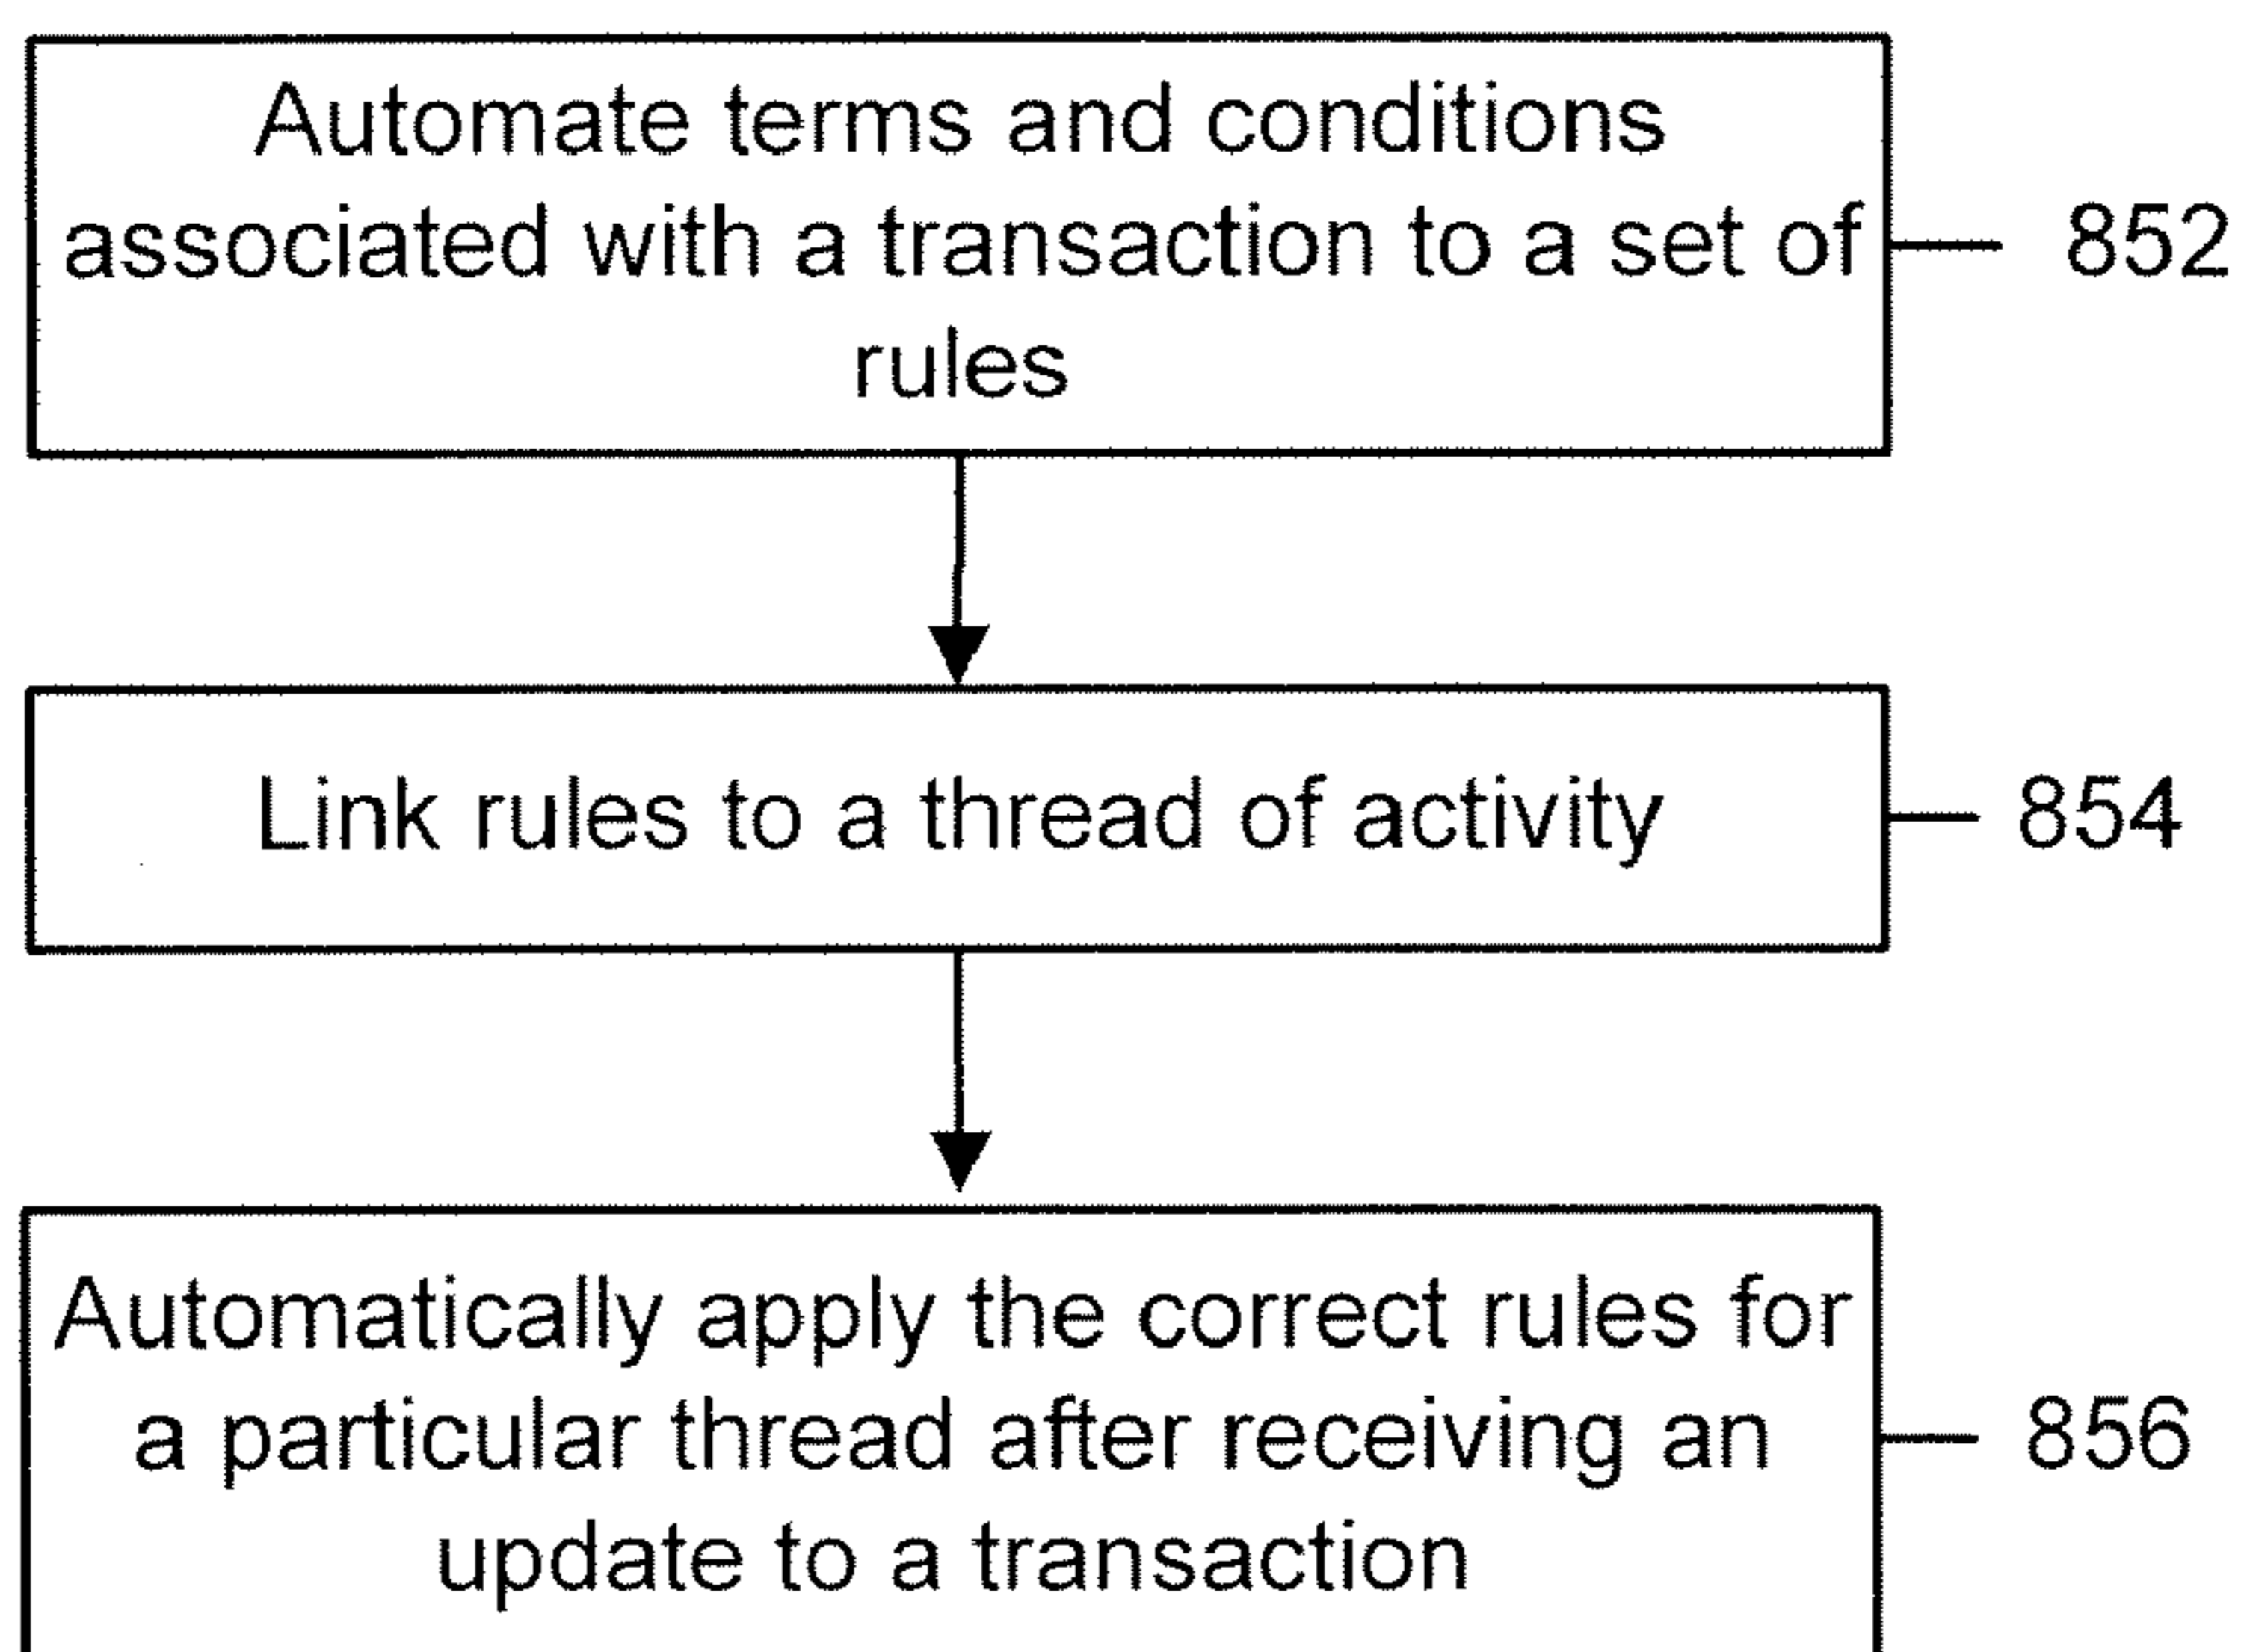 Automate terms and conditions
associated with a transaction to a set of
rules
852
Link rules to a thread of activity
854
Automatically apply the correct rules for
a particular thread after receiving an
update to a transaction
856